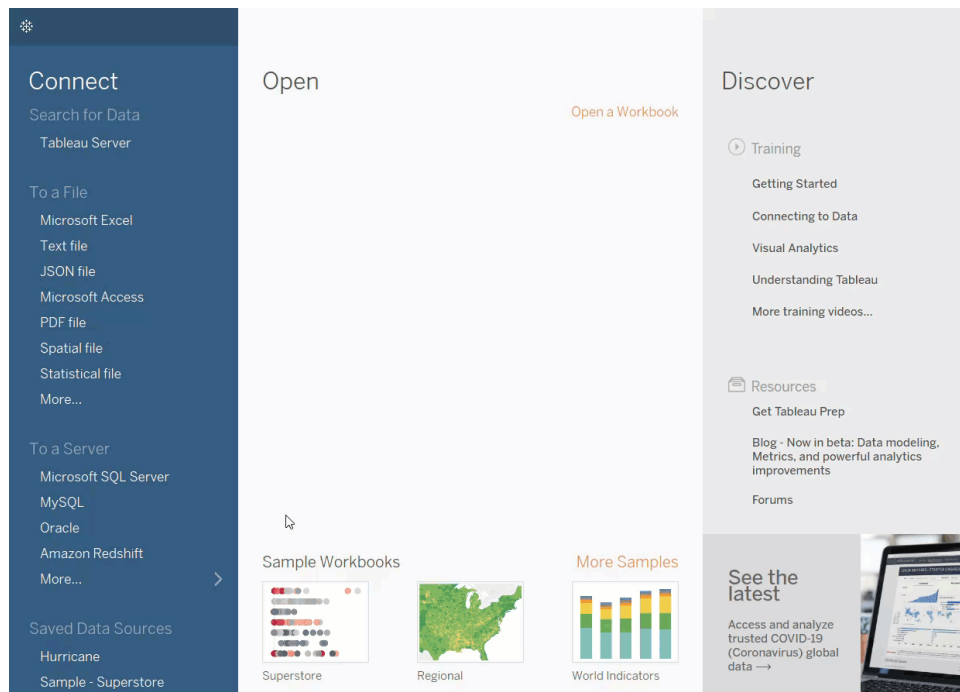 Connect
Search for Data
Tableau Server
To a File
Microsoft Excel
Text file
JSON file
Microsoft Access
PDF file
Spatial file
Statistical file
More...
To a Server
Microsoft SQL Server
MySQL
Oracle
Amazon Redshift
More...
Saved Data Sources
Hurricane
Sample - Superstore
Open
Open a Workbook
Sample Workbooks
More Samples
Superstore
Regional
World Indicators
Discover
Training
Getting Started
Connecting to Data
Visual Analytics
Understanding Tableau
More training videos...
Resources
Get Tableau Prep
Blog - Now in beta: Data modeling,
Metrics, and powerful analytics
improvements
Forums
See the
latest
Access and analyze
trusted COVID-19
(Coronavirus) global
data →